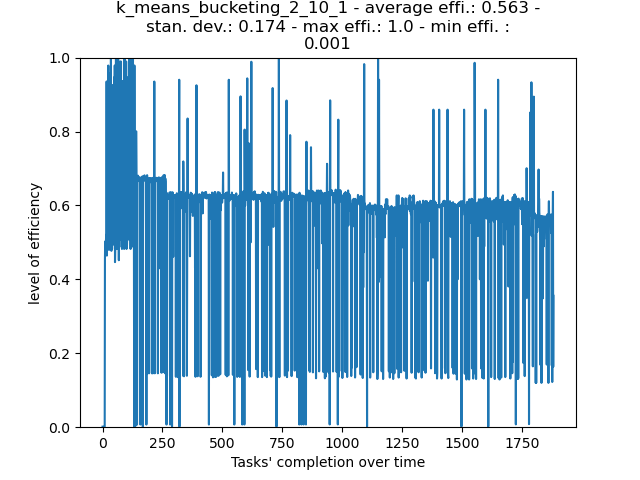 k_means_bucketing_2_10_1 - average effi.: 0.563 -
stan. dev.: 0.174 - max effi.: 1.0 - min effi. :
0.001
1.0
0.8
0.6
0.4
0.2
0.0
level of efficiency
0 250 500 750 1000 1250 1500 1750
Tasks' completion over time